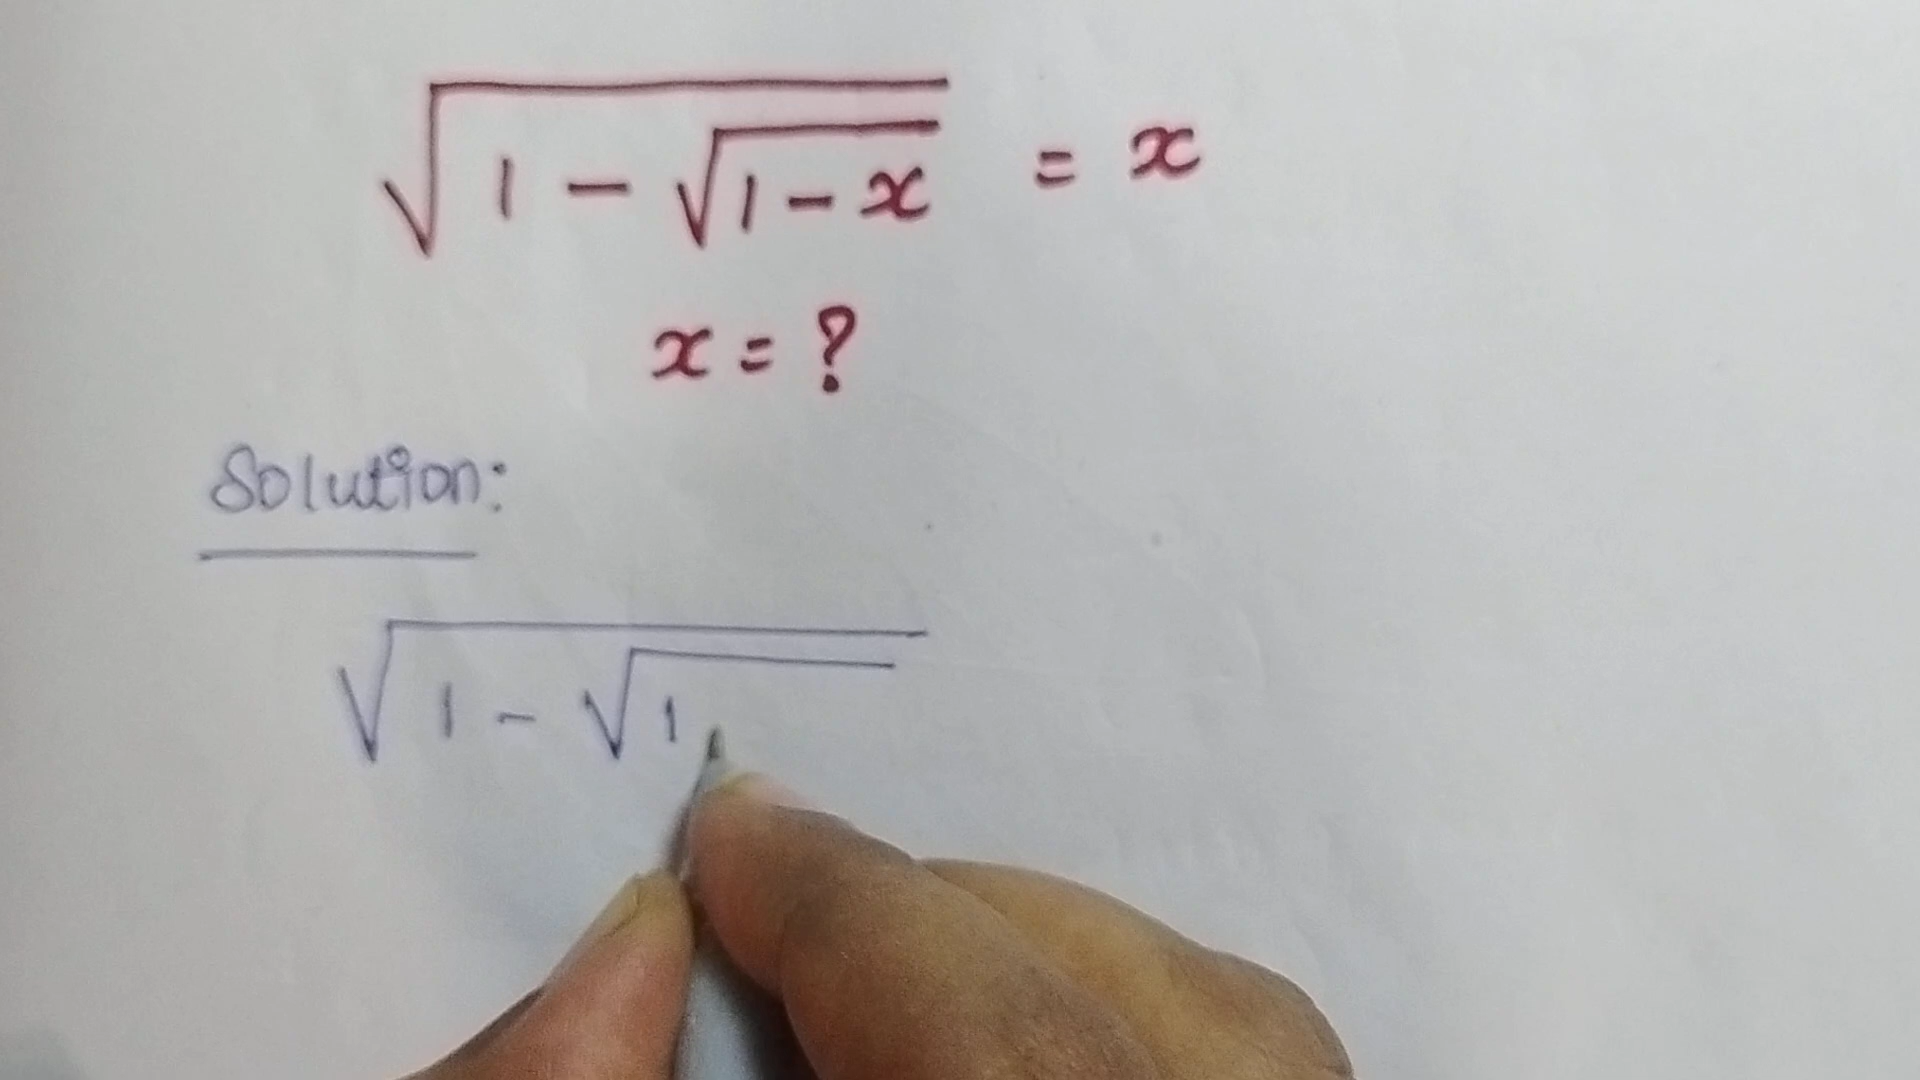 √(1 - √(1 - x)) = x
x = ?
Solution:
√(1 - √(1